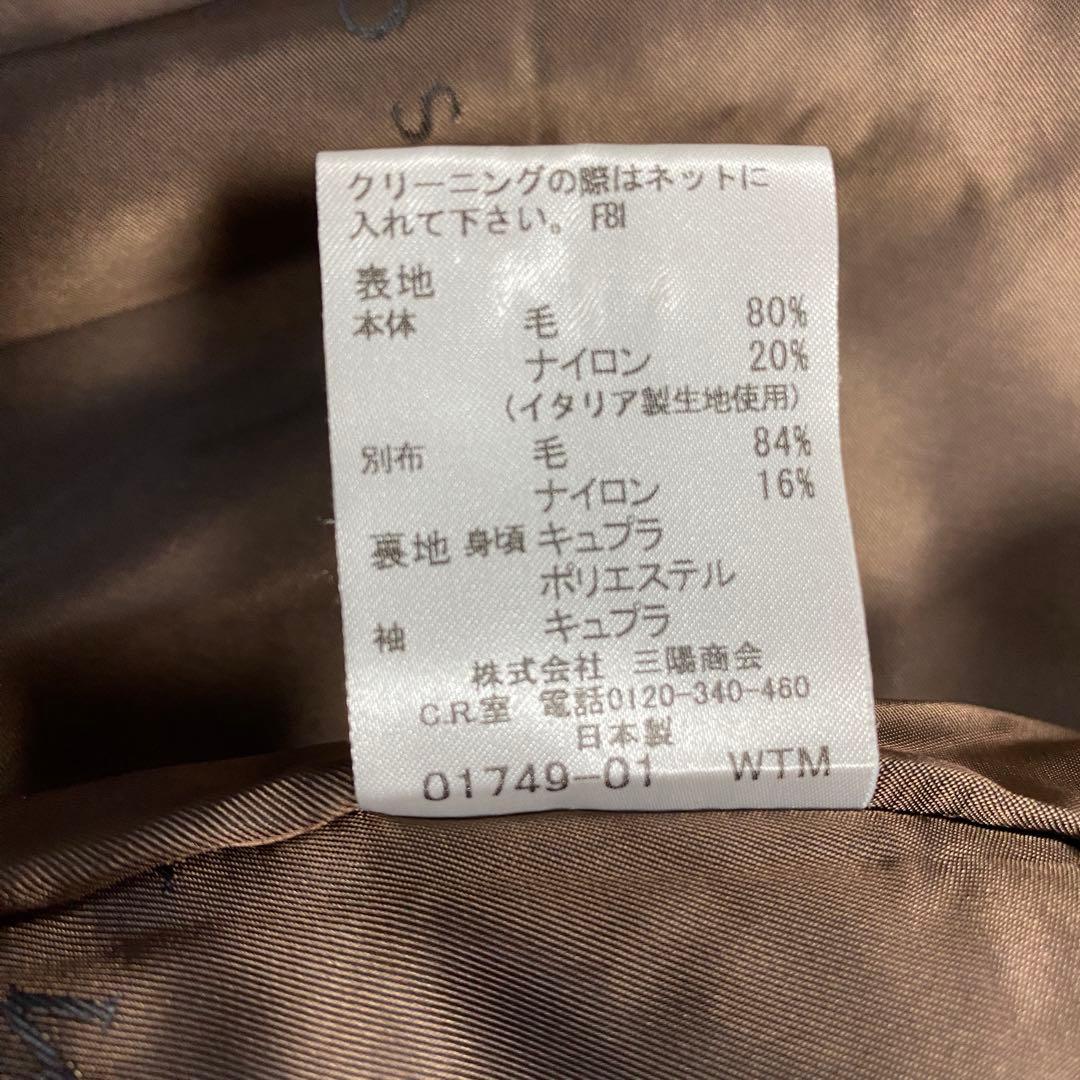 O
S
クリーニングの際はネットに
入れて下さい。 FBI
表地
本体 毛 80%
ナイロン 20%
(イタリア製生地使用)
別布 毛 84%
ナイロン 16%
裏地 身頃 キュプラ
ポリエステル
袖 キュプラ
株式会社 三陽商会
C.R.室 電話0120-340-460
日本製
01749-01 WTM